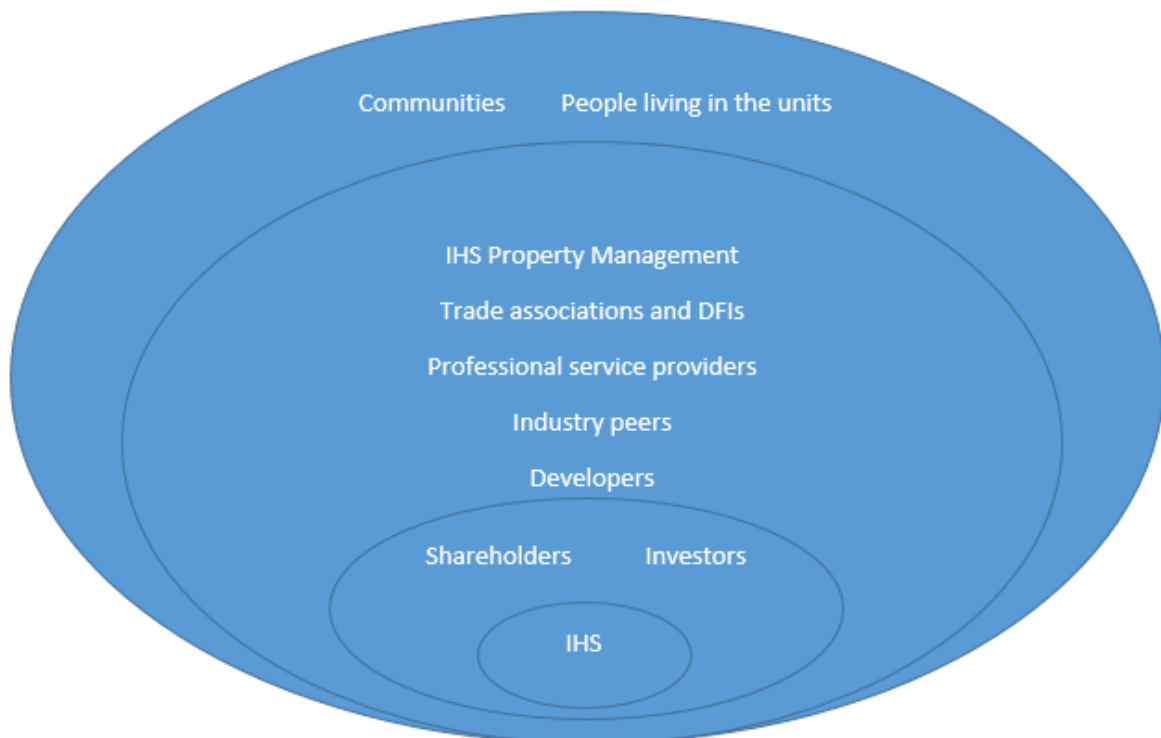 Communities People living in the units
IHS Property Management
Trade associations and DFIs
Professional service providers
Industry peers
Developers
Shareholders Investors
IHS